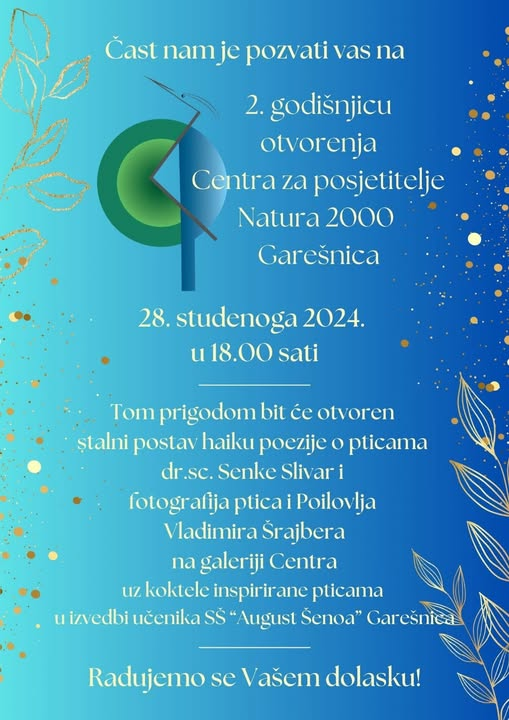 Čast nam je pozvati vas na
2. godišnjicu
otvorenja
Centra za posjetitelje
Natura 2000
Garešnica
28. studenoga 2024.
u 18.00 sati
Tom prigodom bit će otvoren
stalni postav haiku poezije o pticama
dr.sc. Senke Slivar i
fotografija ptica i Poilovlja
Vladimira Šrajbera
na galeriji Centra
uz koktele inspirirane pticama
u izvedbi učenika SŠ “August Šenoa” Garešnica
Radujemo se Vašem dolasku!